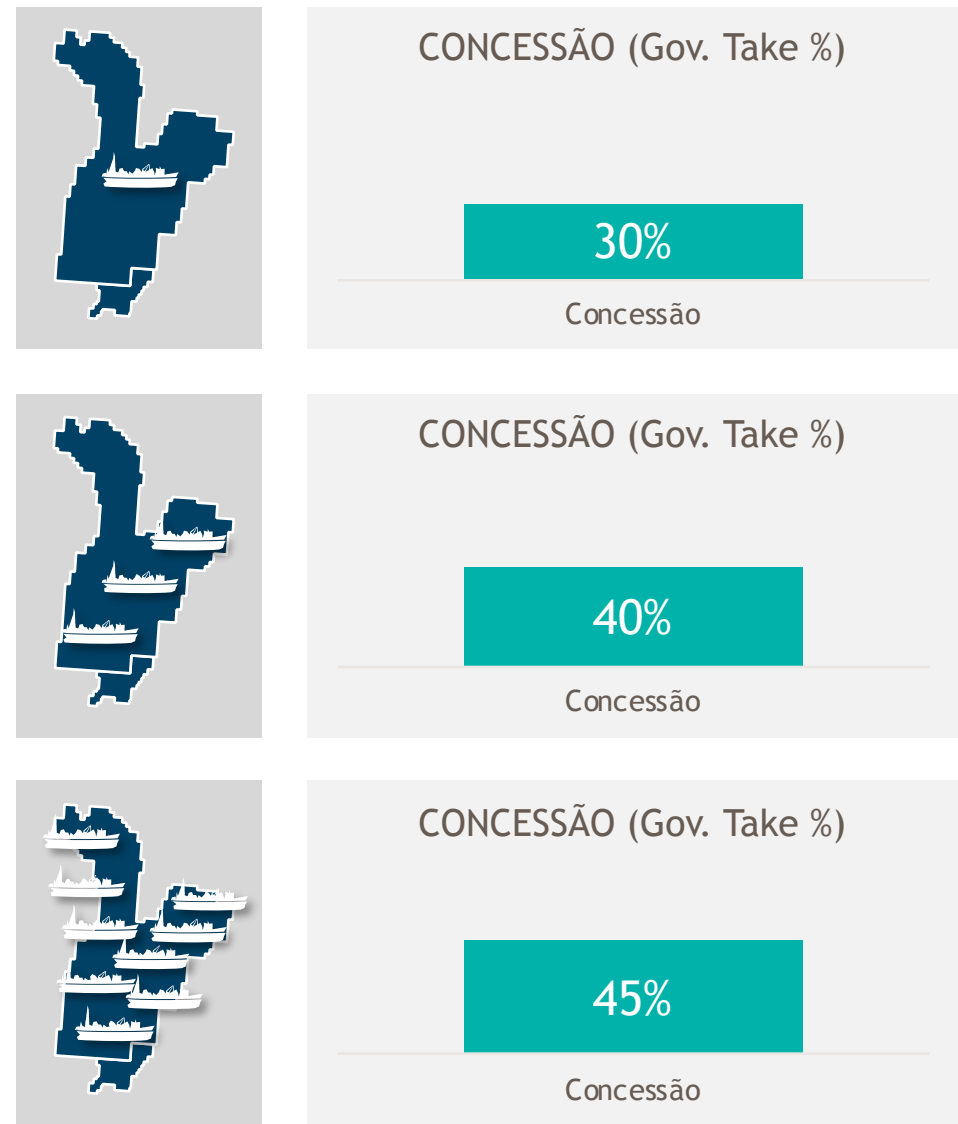 CONCESSÃO (Gov. Take %)
30%
Concessão
CONCESSÃO (Gov. Take %)
40%
Concessão
CONCESSÃO (Gov. Take %)
45%
Concessão